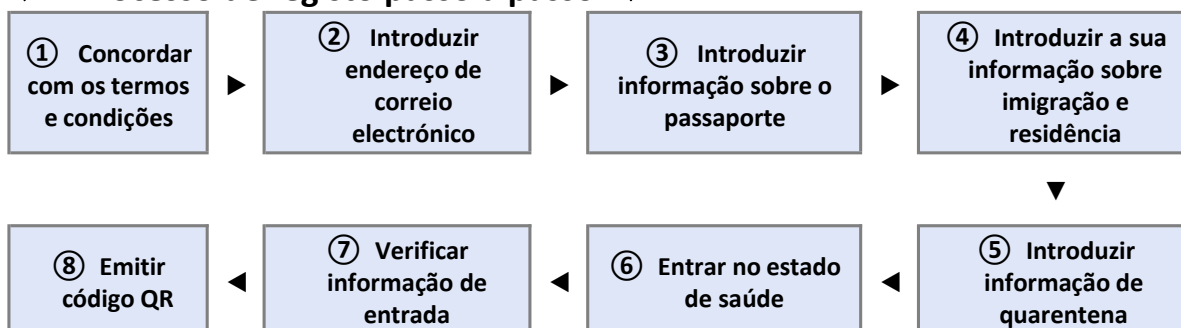 passo a passo
① Concordar
com os termos
e condições
② Introduzir
endereço de
correio
electrónico
③ Introduzir
informação sobre o
passaporte
④ Introduzir a sua
informação sobre
imigração e
residência
⑤ Introduzir
informação de
quarentena
⑥ Entrar no estado
de saúde
⑦ Verificar
informação de
entrada
⑧ Emitir
código QR